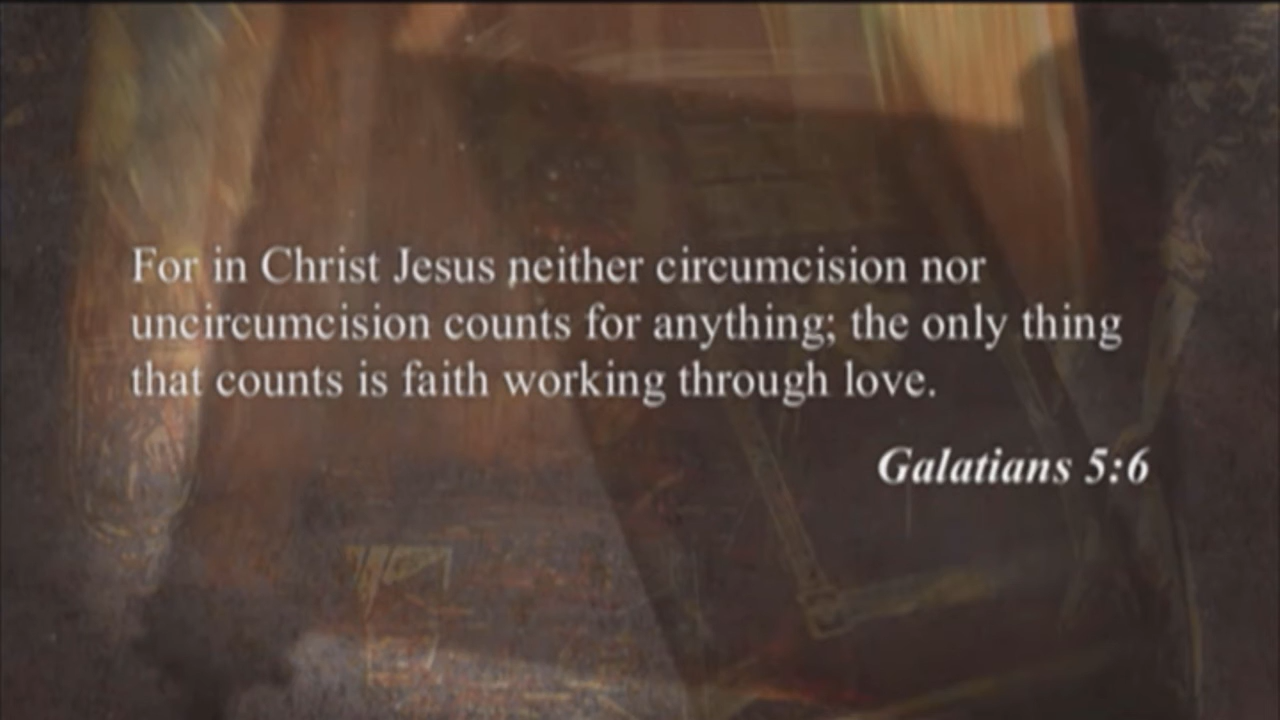 For in Christ Jesus neither circumcision nor
uncircumcision counts for anything; the only thing
that counts is faith working through love.
Galatians 5:6